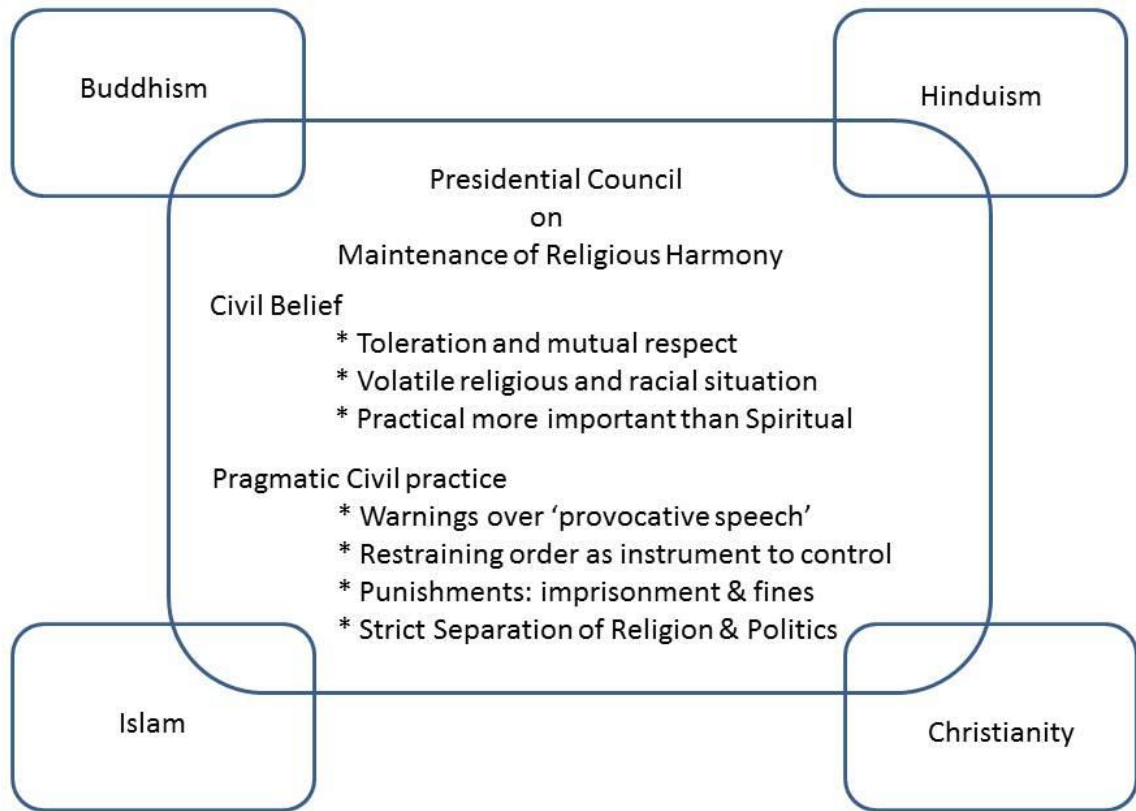 Buddhism
Hinduism
Presidential Council
on
Maintenance of Religious Harmony
Civil Belief
* Toleration and mutual respect
* Volatile religious and racial situation
* Practical more important than Spiritual
Pragmatic Civil practice
* Warnings over ‘provocative speech’
* Restraining order as instrument to control
* Punishments: imprisonment & fines
* Strict Separation of Religion & Politics
Islam
Christianity